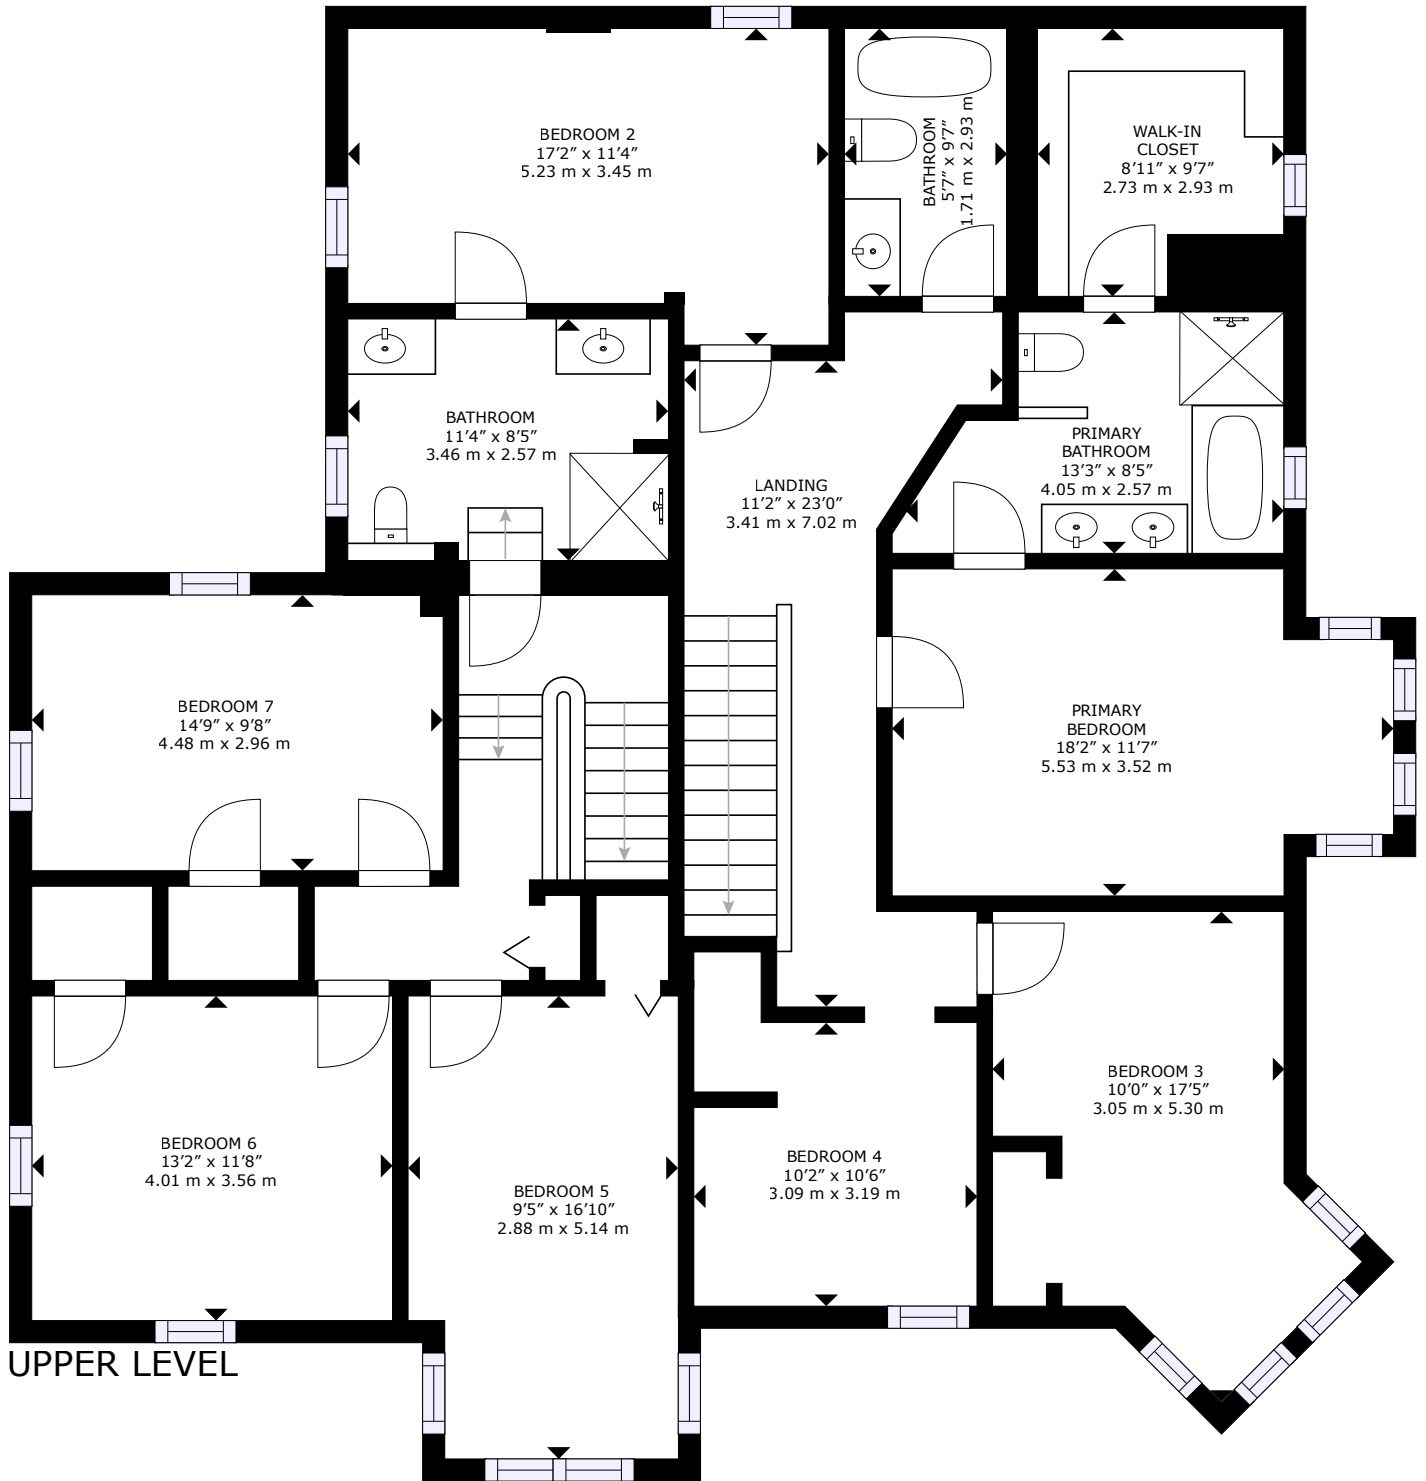 BEDROOM 2
17'2" x 11'4"
5.23 m x 3.45 m
BATHROOM
5'7" x 9'7"
1.71 m x 2.93 m
WALK-IN
CLOSET
8'11" x 9'7"
2.73 m x 2.93 m
BATHROOM
11'4" x 8'5"
3.46 m x 2.57 m
LANDING
11'2" x 23'0"
3.41 m x 7.02 m
PRIMARY
BATHROOM
13'3" x 8'5"
4.05 m x 2.57 m
BEDROOM 7
14'9" x 9'8"
4.48 m x 2.96 m
PRIMARY
BEDROOM
18'2" x 11'7"
5.53 m x 3.52 m
BEDROOM 3
10'0" x 17'5"
3.05 m x 5.30 m
BEDROOM 6
13'2" x 11'8"
4.01 m x 3.56 m
BEDROOM 4
10'2" x 10'6"
3.09 m x 3.19 m
BEDROOM 5
9'5" x 16'10"
2.88 m x 5.14 m
UPPER LEVEL